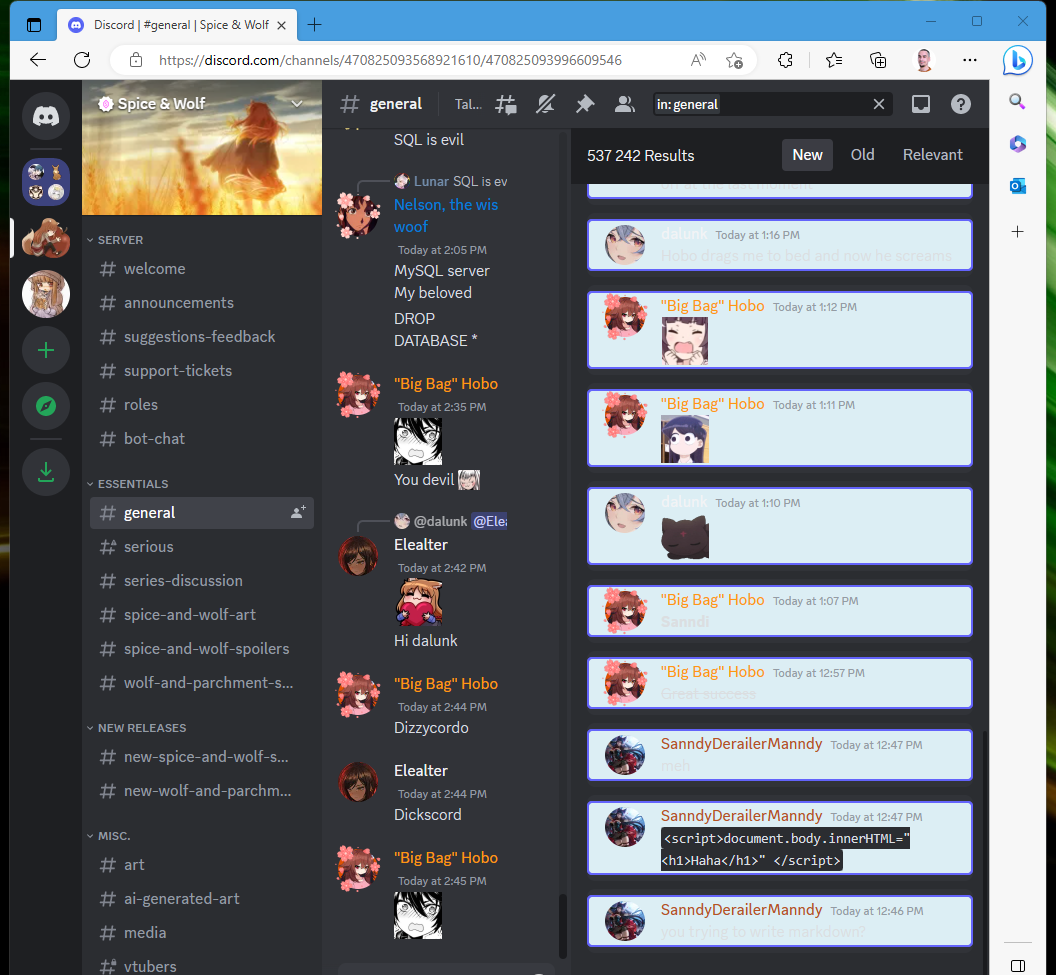 Discord | #general | Spice & Wolf
https://discord.com/channels/470825093568921610/470825093996609546
Spice & Wolf
SERVER
welcome
announcements
suggestions-feedback
support-tickets
roles
bot-chat
ESSENTIALS
general
serious
series-discussion
spice-and-wolf-art
spice-and-wolf-spoilers
wolf-and-parchment-s...
NEW RELEASES
new-spice-and-wolf-s...
new-wolf-and-parchm...
MISC.
art
ai-generated-art
media
vtubers
general
Tal...
in: general
SQL is evil
Lunar SQL is ev
Nelson, the wis
woof
Today at 2:05 PM
MySQL server
My beloved
DROP
DATABASE *
"Big Bag" Hobo
Today at 2:35 PM
You devil
@dalunk @Elea
Elealter
Today at 2:42 PM
Hi dalunk
"Big Bag" Hobo
Today at 2:44 PM
Dizzycordo
Elealter
Today at 2:44 PM
Dickscord
"Big Bag" Hobo
Today at 2:45 PM
537 242 Results
New
Old
Relevant
dalunk Today at 1:16 PM
Hobo drags me to bed and now he screams
"Big Bag" Hobo Today at 1:12 PM
"Big Bag" Hobo Today at 1:11 PM
dalunk Today at 1:10 PM
"Big Bag" Hobo Today at 1:07 PM
Sanndi
"Big Bag" Hobo Today at 12:57 PM
Great success
SanndyDerailerManndy Today at 12:47 PM
meh
SanndyDerailerManndy Today at 12:47 PM
<script>document.body.innerHTML="
<h1>Haha</h1>" </script>
SanndyDerailerManndy Today at 12:46 PM
you trying to write markdown?